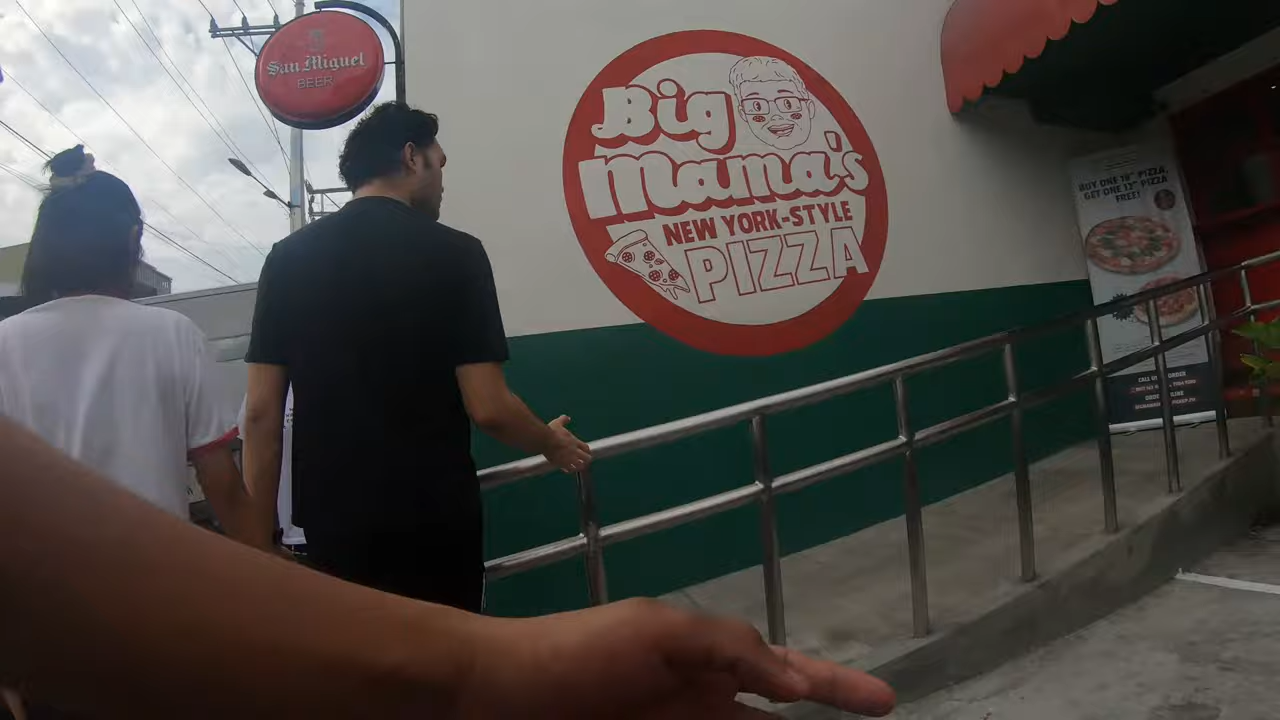 San Miguel
BEER
Big
Mama's
NEW YORK-STYLE
PIZZA
BUY ONE 18" PIZZA,
GET ONE 12" PIZZA
FREE!